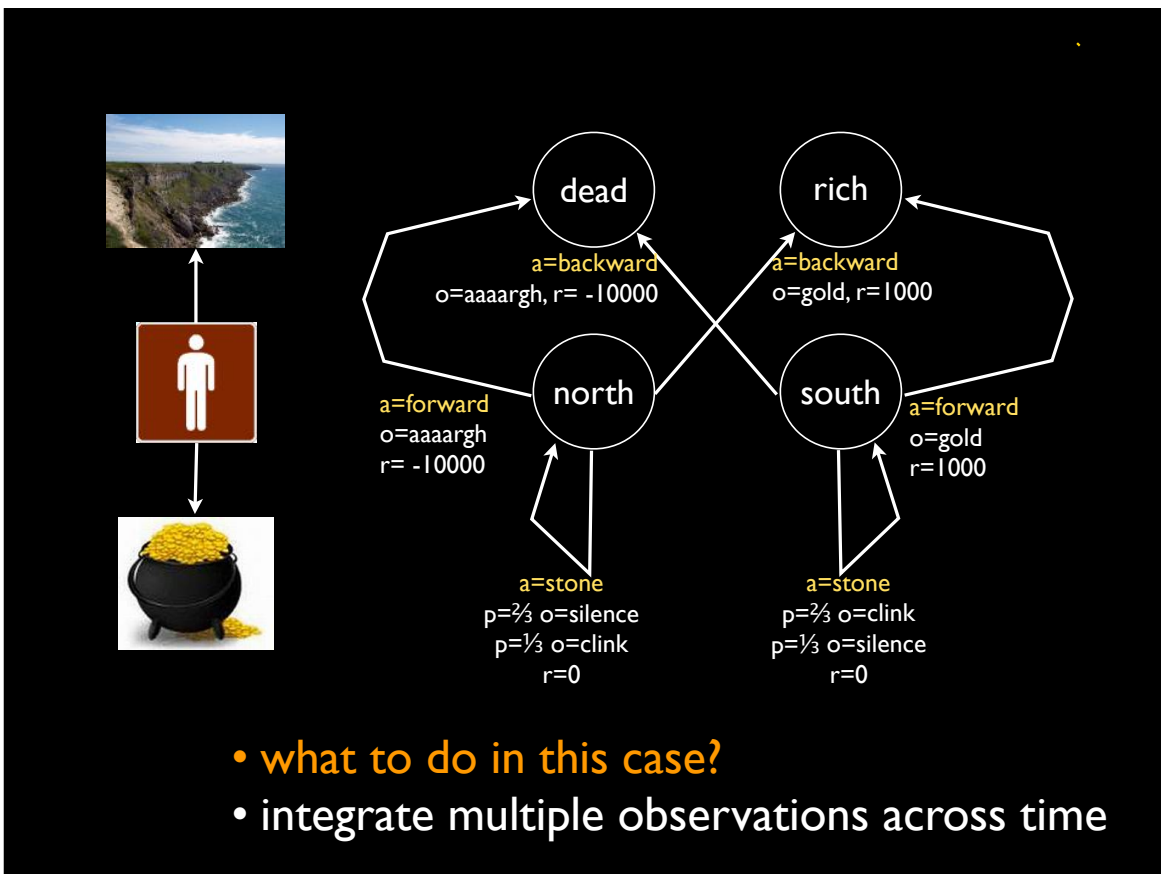 dead
rich
a=backward
o=aaaargh, r= -10000
a=backward
o=gold, r=1000
north
south
a=forward
o=aaaargh
r= -10000
a=forward
o=gold
r=1000
a=stone
p=⅔ o=silence
p=⅓ o=clink
r=0
a=stone
p=⅔ o=clink
p=⅓ o=silence
r=0
• what to do in this case?
• integrate multiple observations across time